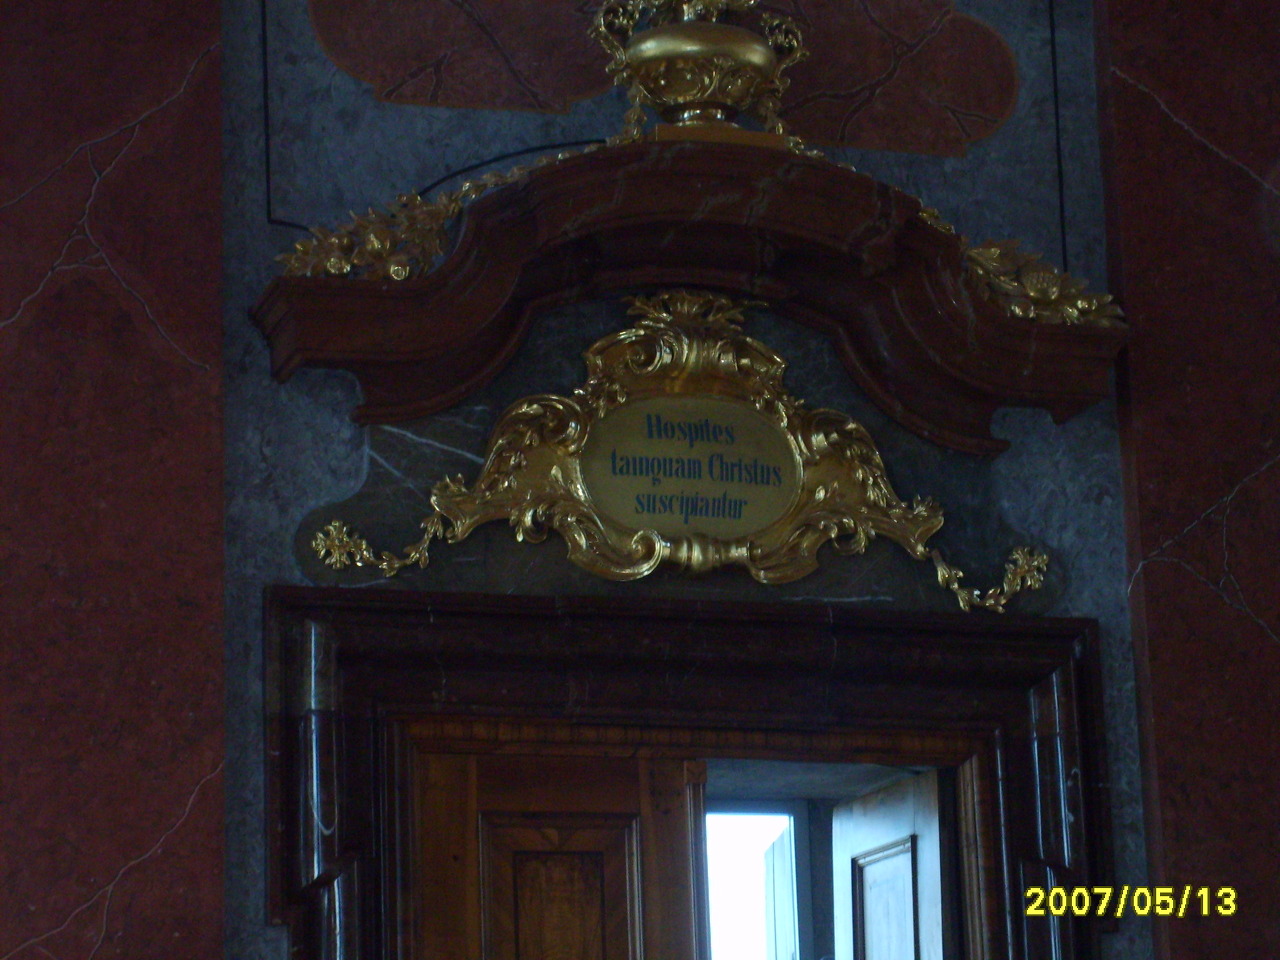 Hospites
tamquam Christus
suscipiantur
2007/05/13